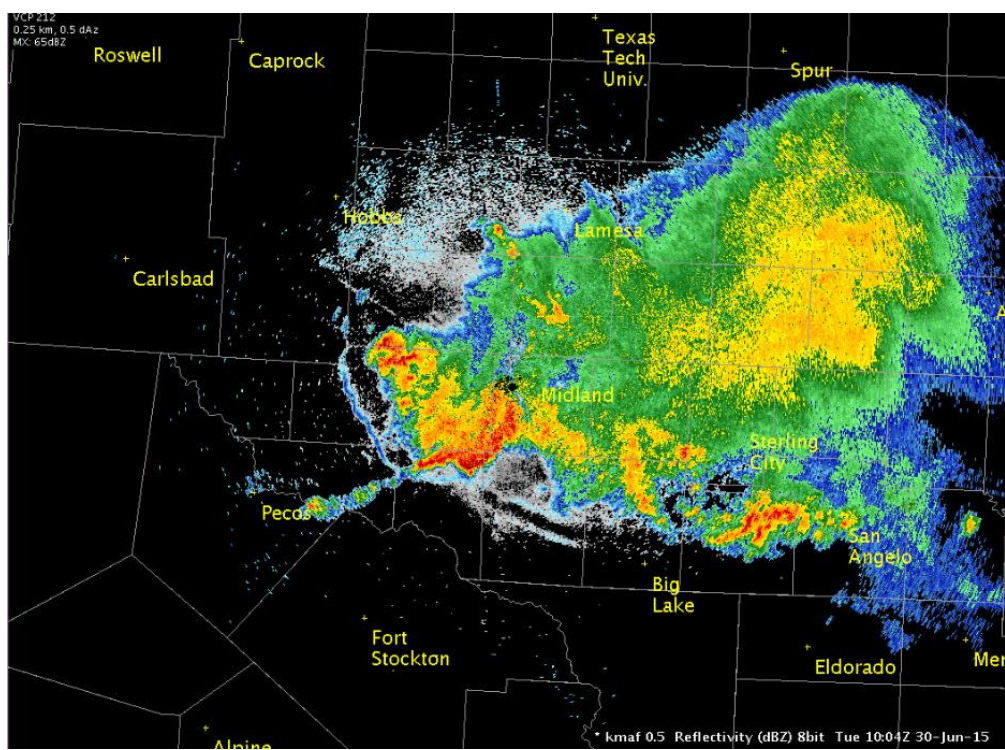 VCP 212
0.25 km, 0.5 dAz
MX: 65dBZ
Roswell
Caprock
Texas
Tech
Univ.
Spur
Hobbs
Lamesa
Carlsbad
A
Midland
Sterling
City
Pecos
San
Angelo
Big
Lake
Fort
Stockton
Eldorado
Mer
Alpine
* kmaf 0.5 Reflectivity (dBZ) 8bit Tue 10:04Z 30-Jun-15